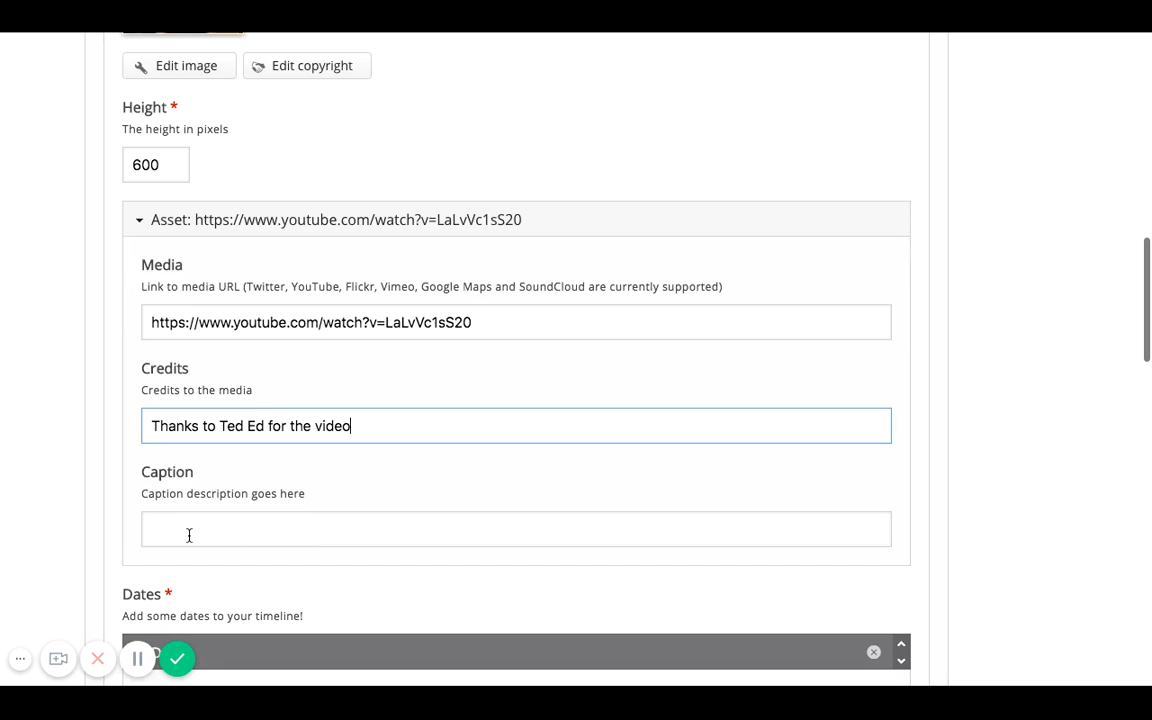 Edit image Edit copyright
Height *
The height in pixels
600
Asset: https://www.youtube.com/watch?v=LaLvVc1sS20
Media
Link to media URL (Twitter, YouTube, Flickr, Vimeo, Google Maps and SoundCloud are currently supported)
https://www.youtube.com/watch?v=LaLvVc1sS20
Credits
Credits to the media
Thanks to Ted Ed for the video
Caption
Caption description goes here
Dates *
Add some dates to your timeline!